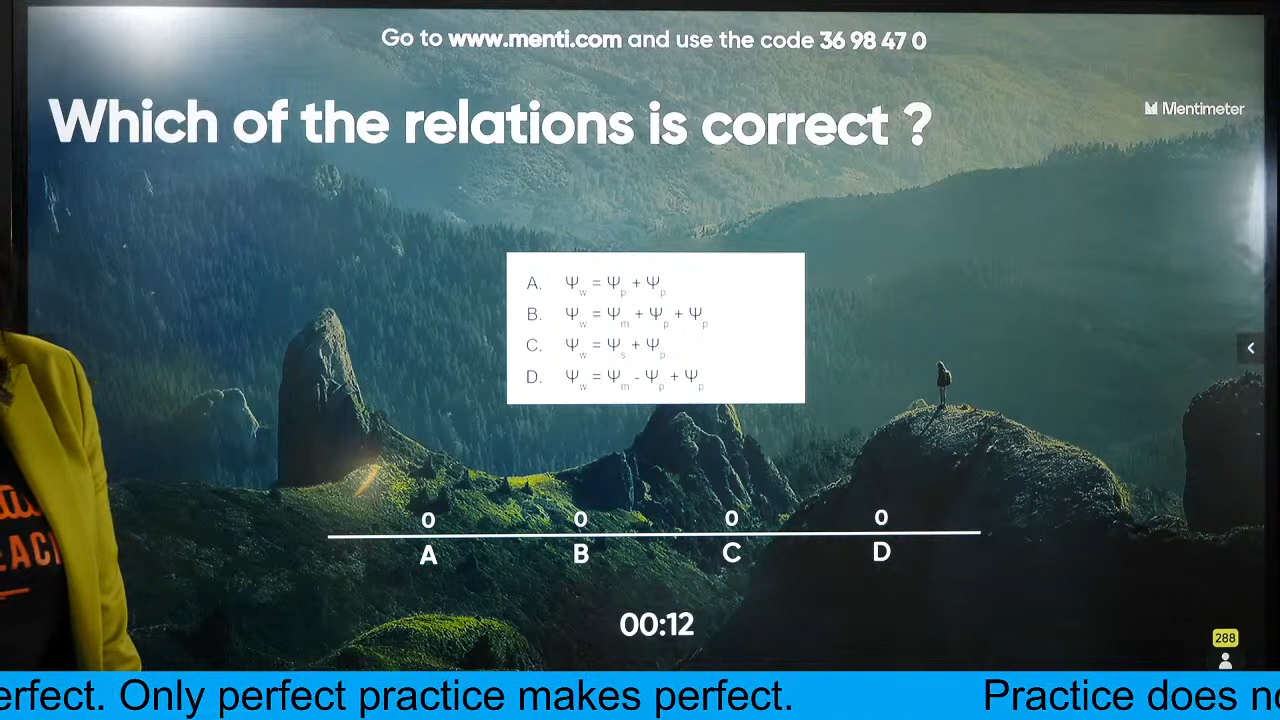 Go to www.menti.com and use the code 36 98 47 0
Which of the relations is correct ?
Mentimeter
A. Ψw = Ψp + Ψp
B. Ψw = Ψm + Ψp + Ψp
C. Ψw = Ψs + Ψp
D. Ψw = Ψm - Ψp + Ψp
0 0 0 0
A B C D
00:12
288
erfect. Only perfect practice makes perfect. Practice does no